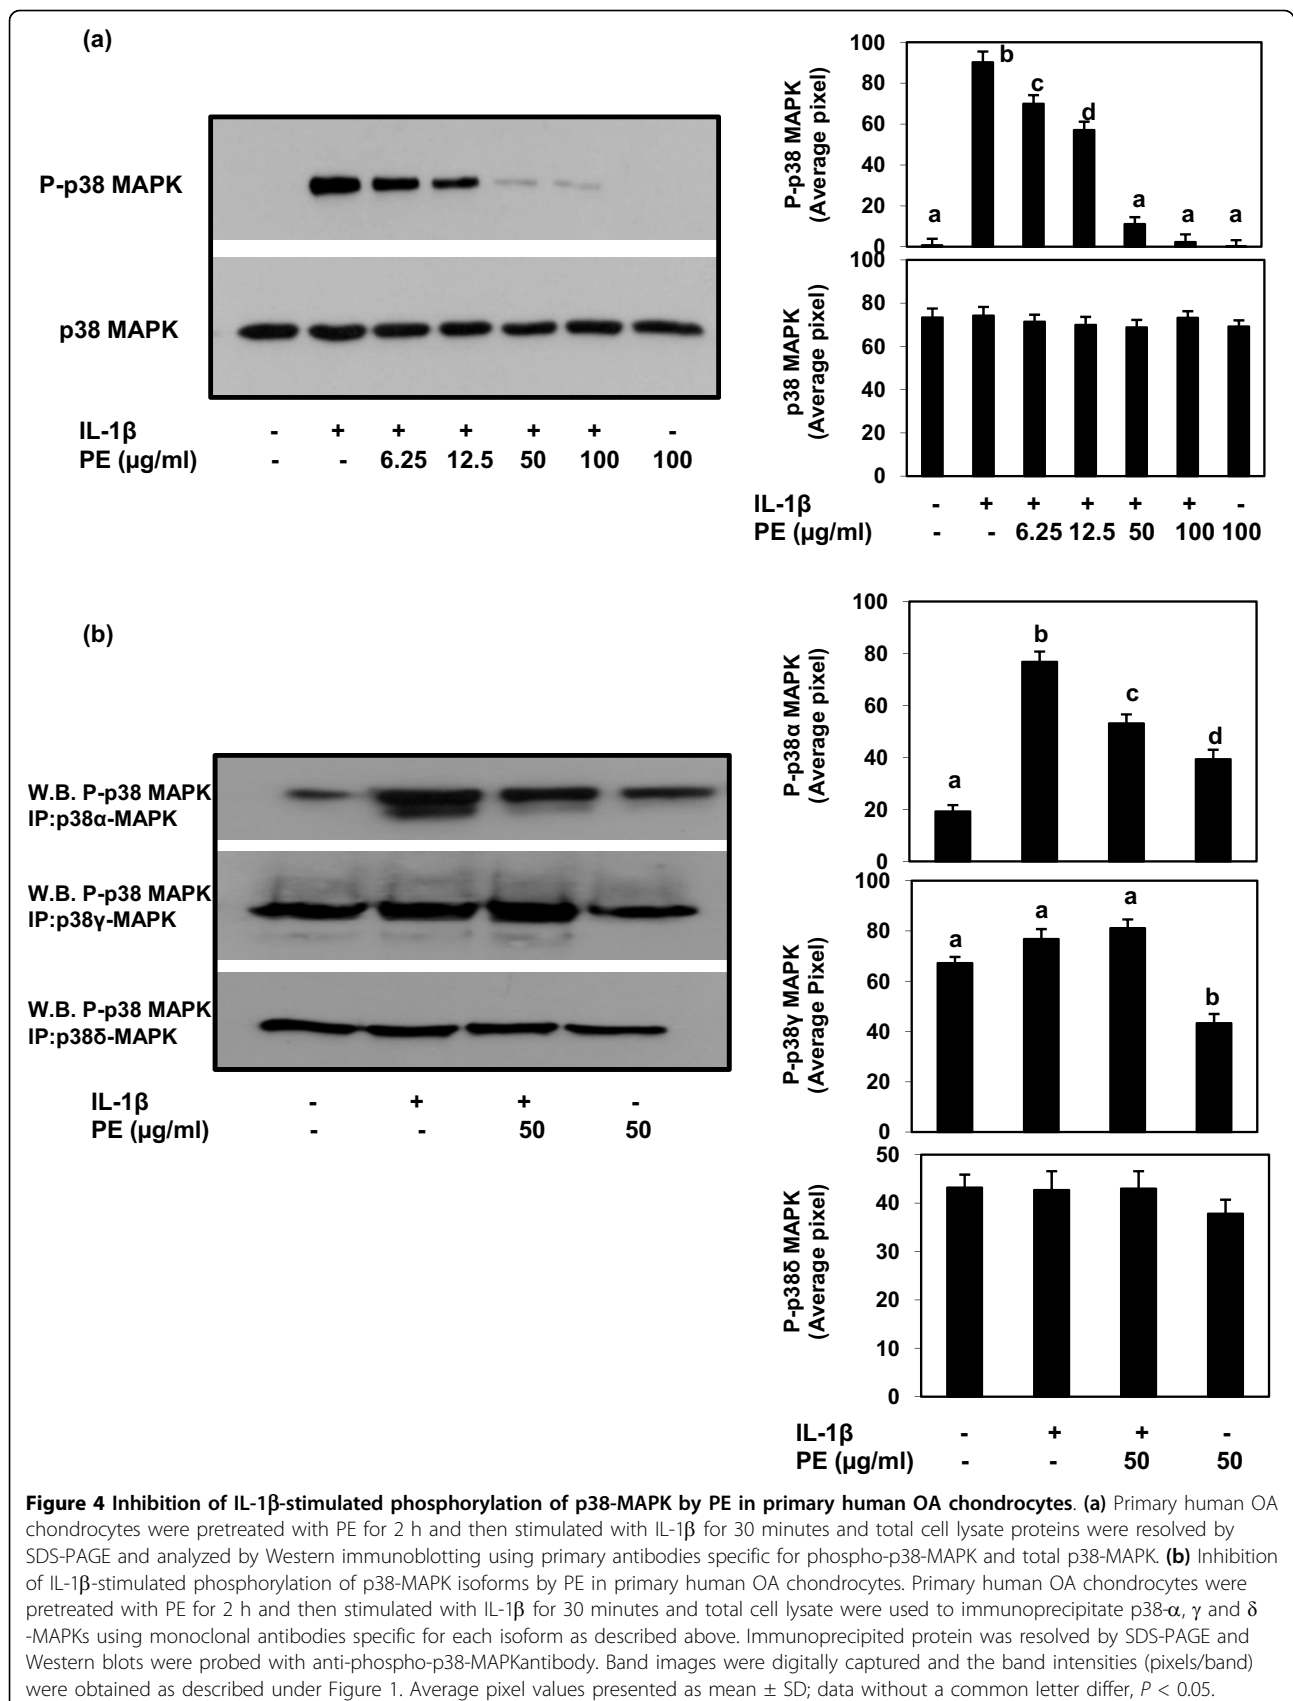 (a)
P-p38 MAPK
p38 MAPK
IL-1β - + + + + + -
PE (µg/ml) - - 6.25 12.5 50 100 100
P-p38 MAPK
(Average pixel)
100
80
60
40
20
0
a b c d a a a
p38 MAPK
(Average pixel)
100
80
60
40
20
0
IL-1β - + + + + + -
PE (µg/ml) - - 6.25 12.5 50 100 100
(b)
W.B. P-p38 MAPK
IP:p38α-MAPK
W.B. P-p38 MAPK
IP:p38γ-MAPK
W.B. P-p38 MAPK
IP:p38δ-MAPK
IL-1β - + + -
PE (µg/ml) - - 50 50
P-p38α MAPK
(Average pixel)
100
80
60
40
20
0
a b c d
P-p38γ MAPK
(Average Pixel)
100
80
60
40
20
0
a a a b
P-p38δ MAPK
(Average pixel)
50
40
30
20
10
0
IL-1β - + + -
PE (µg/ml) - - 50 50
Figure 4 Inhibition of IL-1β-stimulated phosphorylation of p38-MAPK by PE in primary human OA chondrocytes. (a) Primary human OA
chondrocytes were pretreated with PE for 2 h and then stimulated with IL-1β for 30 minutes and total cell lysate proteins were resolved by
SDS-PAGE and analyzed by Western immunoblotting using primary antibodies specific for phospho-p38-MAPK and total p38-MAPK. (b) Inhibition
of IL-1β-stimulated phosphorylation of p38-MAPK isoforms by PE in primary human OA chondrocytes. Primary human OA chondrocytes were
pretreated with PE for 2 h and then stimulated with IL-1β for 30 minutes and total cell lysate were used to immunoprecipitate p38-α, γ and δ
-MAPKs using monoclonal antibodies specific for each isoform as described above. Immunoprecipited protein was resolved by SDS-PAGE and
Western blots were probed with anti-phospho-p38-MAPKantibody. Band images were digitally captured and the band intensities (pixels/band)
were obtained as described under Figure 1. Average pixel values presented as mean ± SD; data without a common letter differ, P < 0.05.